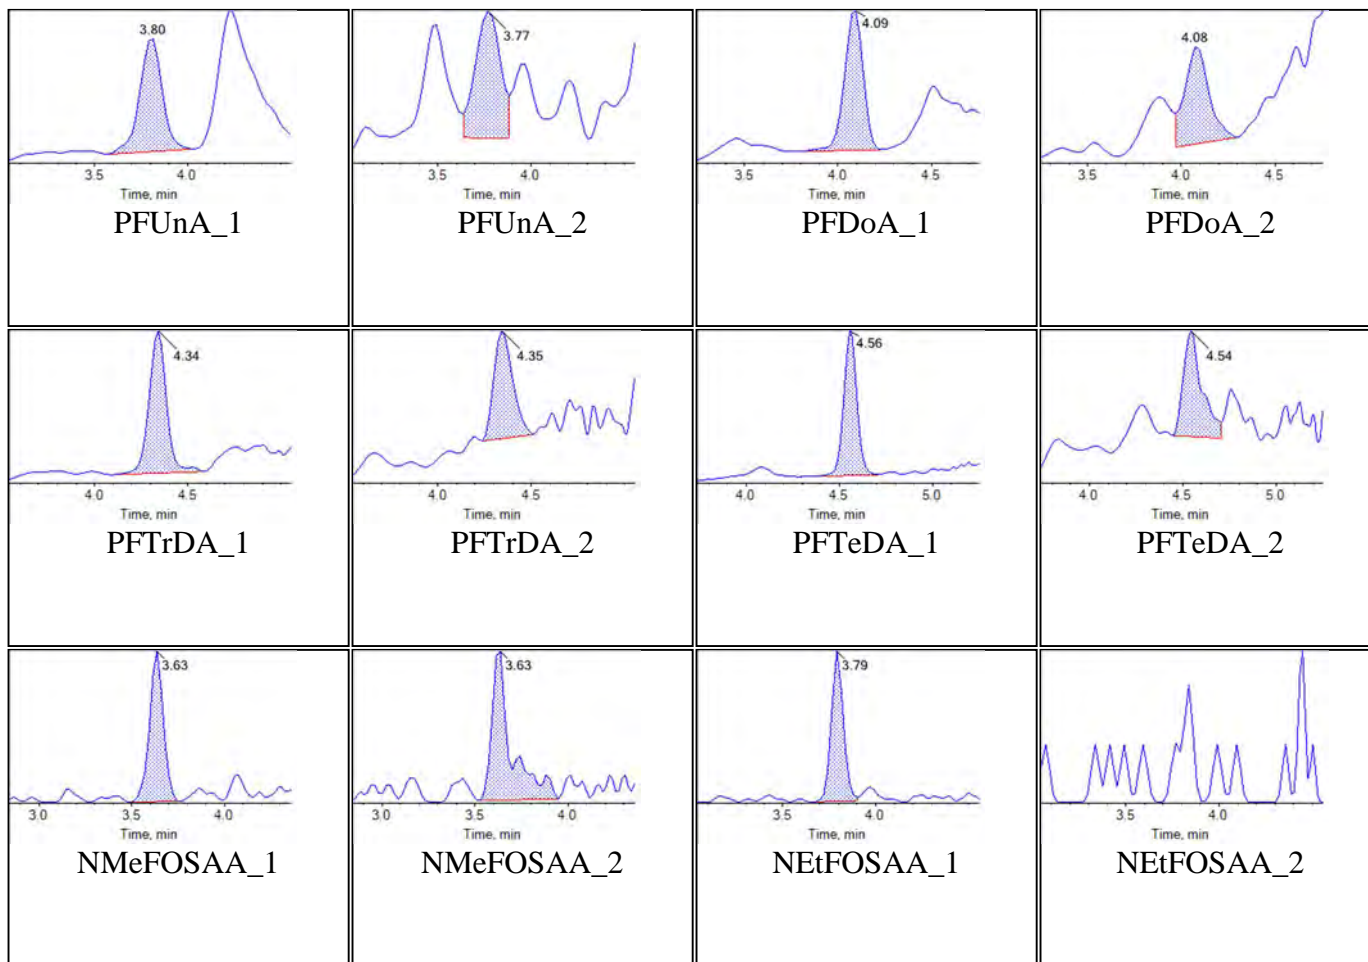 3.80
3.5 4.0
Time, min
PFUnA_1
3.77
3.5 4.0
Time, min
PFUnA_2
4.09
3.5 4.0 4.5
Time, min
PFDoA_1
4.08
3.5 4.0 4.5
Time, min
PFDoA_2
4.34
4.0 4.5
Time, min
PFTrDA_1
4.35
4.0 4.5
Time, min
PFTrDA_2
4.56
4.0 4.5 5.0
Time, min
PFTeDA_1
4.54
4.0 4.5 5.0
Time, min
PFTeDA_2
3.63
3.0 3.5 4.0
Time, min
NMeFOSAA_1
3.63
3.0 3.5 4.0
Time, min
NMeFOSAA_2
3.79
3.5 4.0
Time, min
NEtFOSAA_1
3.5 4.0
Time, min
NEtFOSAA_2